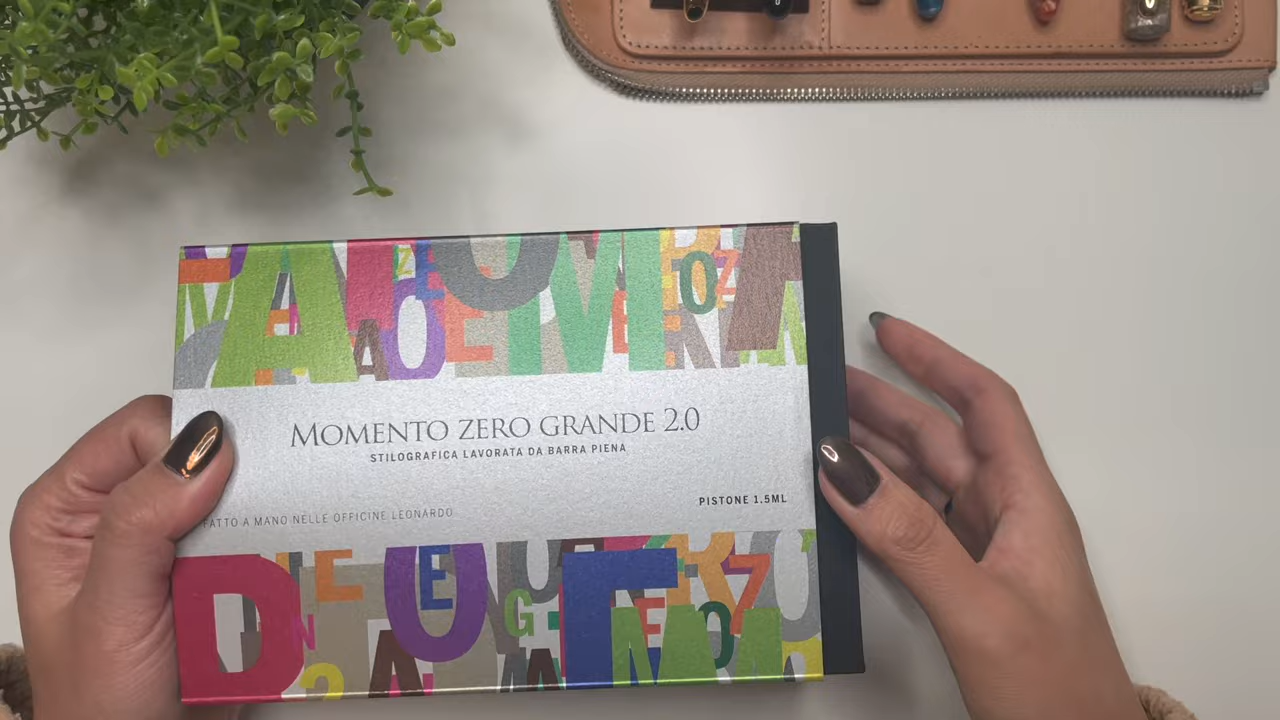 MOMENTO ZERO GRANDE 2.0
STILOGRAFICA LAVORATA DA BARRA PIENA
PISTONE 1.5ML
FATTO A MANO NELLE OFFICINE LEONARDO